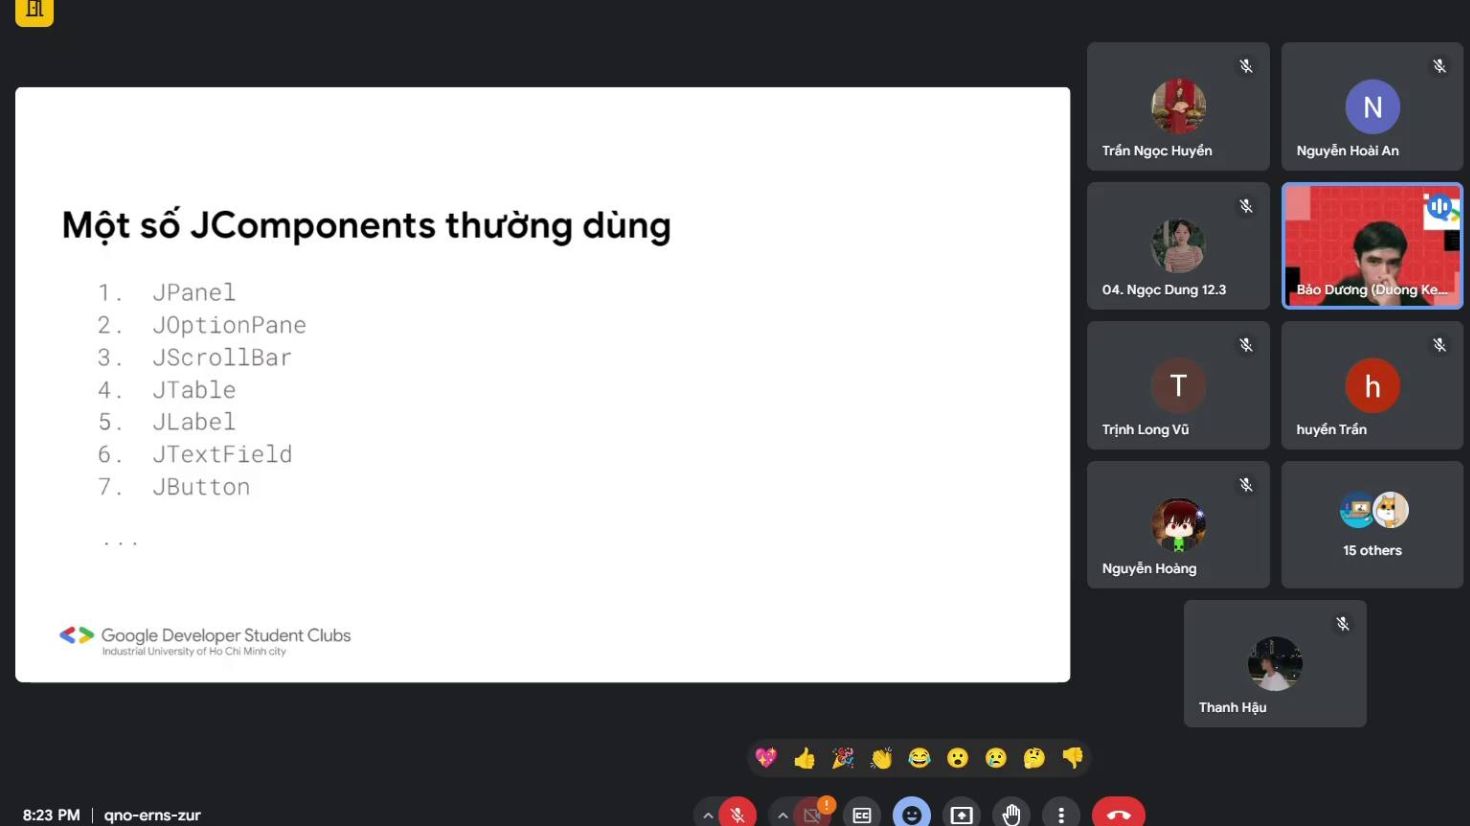 Một số JComponents thường dùng
1. JPanel
2. JOptionPane
3. JScrollBar
4. JTable
5. JLabel
6. JTextField
7. JButton
...
Google Developer Student Clubs
Industrial University of Ho Chi Minh city
Trần Ngọc Huyền
N
Nguyễn Hoài An
04. Ngọc Dung 12.3
Bảo Dương (Duong Ke...
T
Trịnh Long Vũ
h
huyền Trần
Nguyễn Hoàng
15 others
Thanh Hậu
8:23 PM | qno-erns-zur